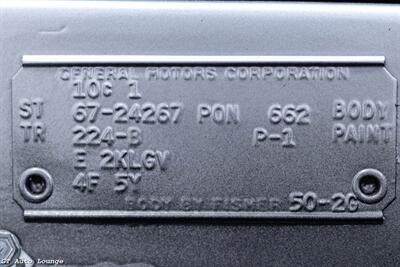 GENERAL MOTORS CORPORATION
10G 1
ST 67-24267 PON 662 BODY
TR 224-B P-1 PAINT
E 2KLGV
4F 5Y
BODY BY FISHER 50-2G
GT Auto Lounge